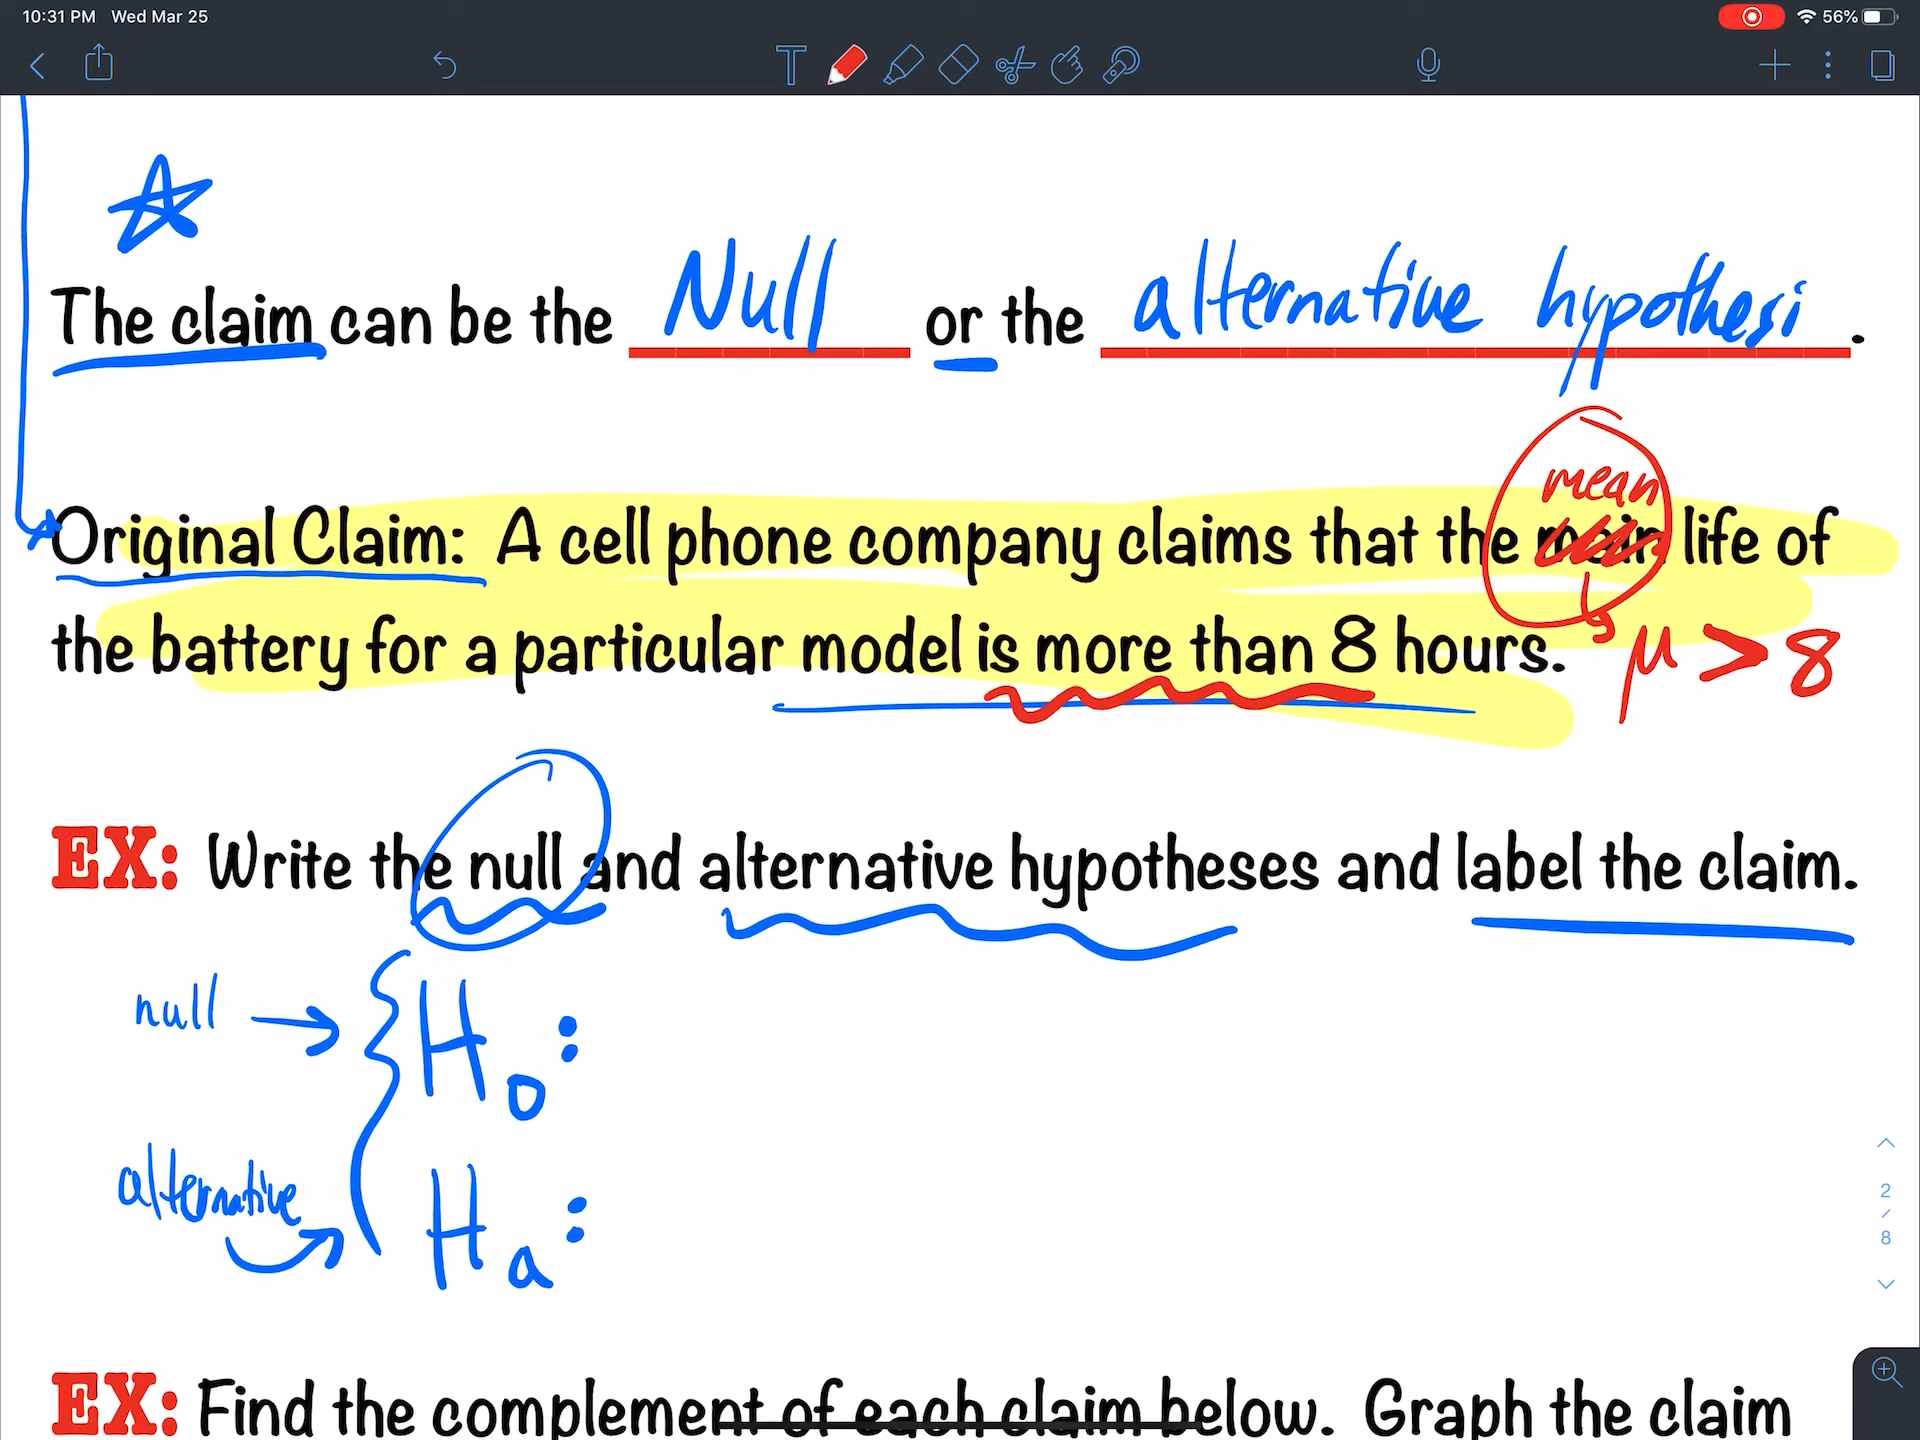 10:31 PM Wed Mar 25
56%
The claim can be the Null or the alternative hypothesi.
mean
Original Claim: A cell phone company claims that the main life of
the battery for a particular model is more than 8 hours. μ > 8
EX: Write the null and alternative hypotheses and label the claim.
null → H0:
alternative Ha:
2
/
8
EX: Find the complement of each claim below. Graph the claim